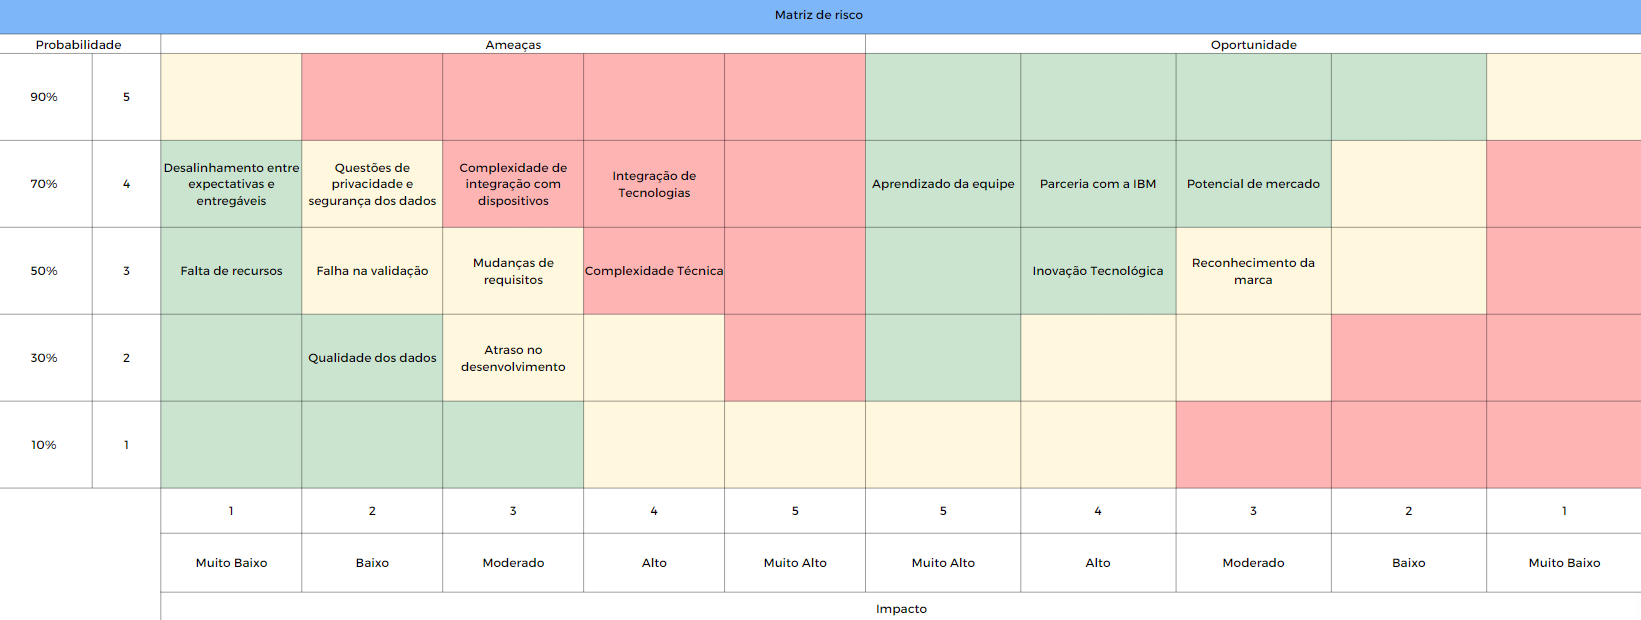 Matriz de risco
Probabilidade
Ameaças
Oportunidade
90%
5
70%
4
Desalinhamento entre
expectativas e
entregáveis
Questões de
privacidade e
segurança dos dados
Complexidade de
integração com
dispositivos
Integração de
Tecnologias
Aprendizado da equipe
Parceria com a IBM
Potencial de mercado
50%
3
Falta de recursos
Falha na validação
Mudanças de
requisitos
Complexidade Técnica
Inovação Tecnológica
Reconhecimento da
marca
30%
2
Qualidade dos dados
Atraso no
desenvolvimento
10%
1
1
2
3
4
5
5
4
3
2
1
Muito Baixo
Baixo
Moderado
Alto
Muito Alto
Muito Alto
Alto
Moderado
Baixo
Muito Baixo
Impacto